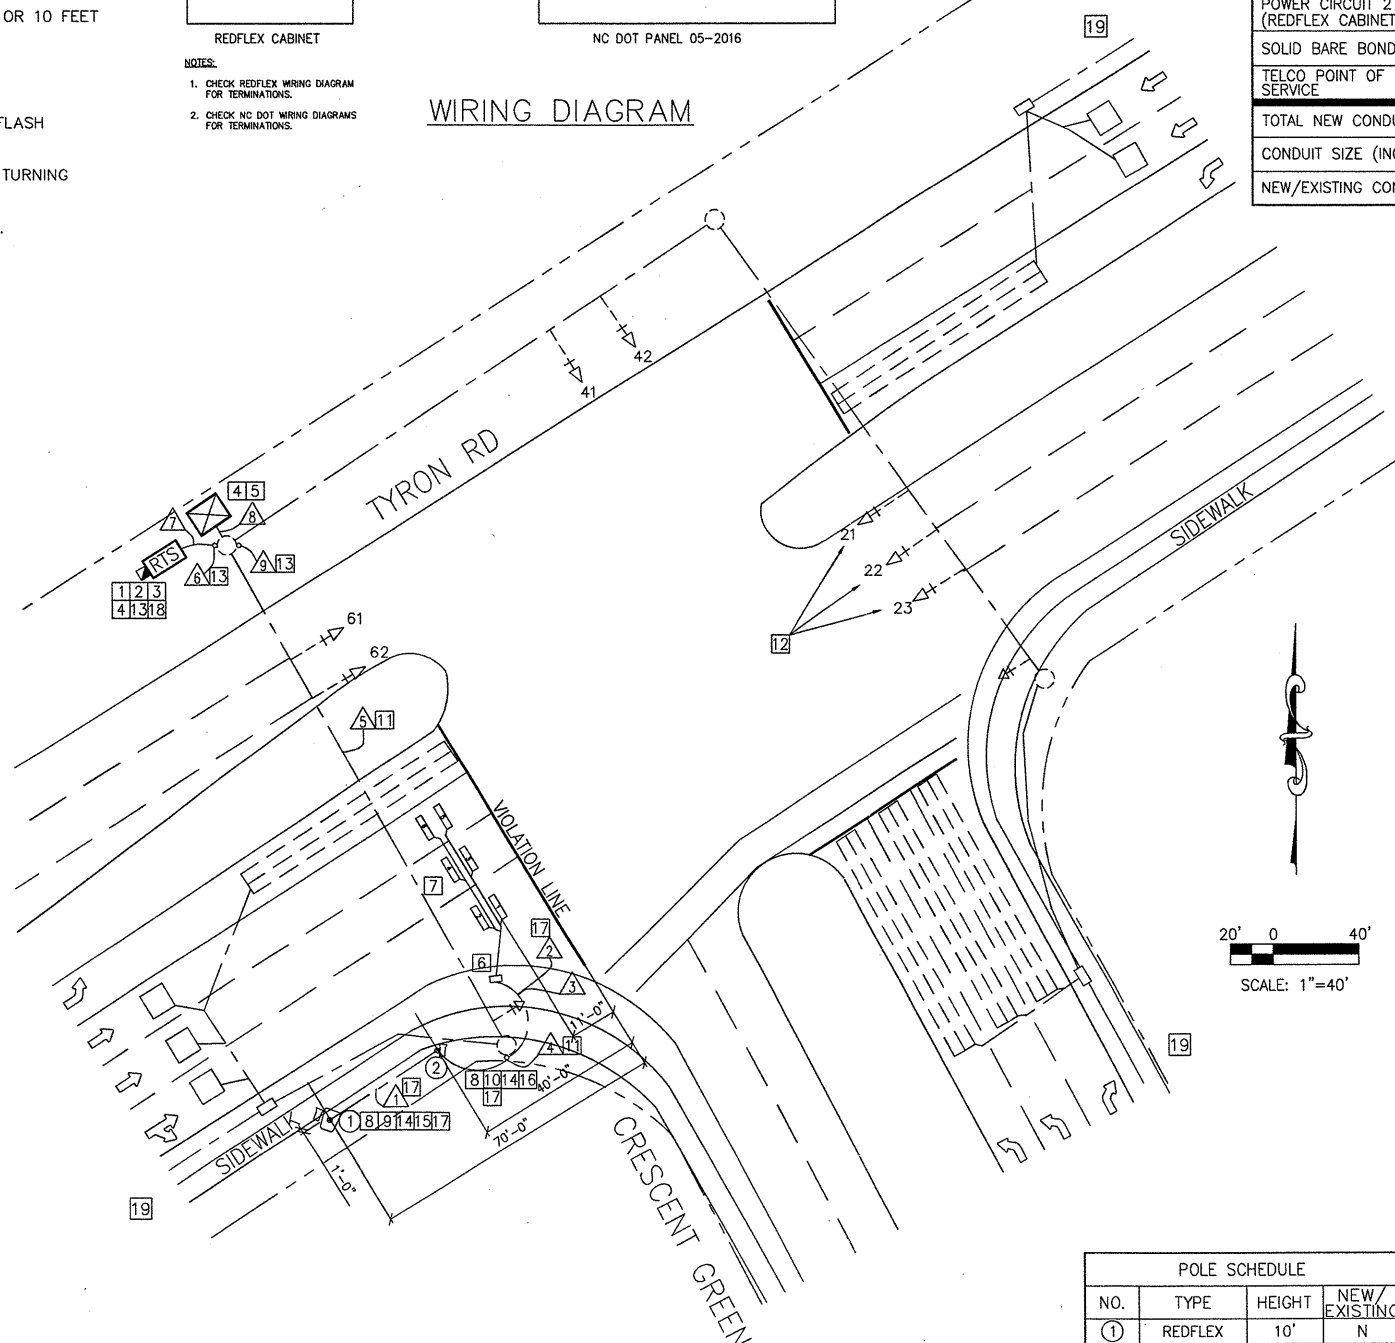 OR 10 FEET
FLASH
TURNING
REDFLEX CABINET
NC DOT PANEL 05-2016
NOTES:
1. CHECK REDFLEX WIRING DIAGRAM
FOR TERMINATIONS.
2. CHECK NC DOT WIRING DIAGRAMS
FOR TERMINATIONS.
WIRING DIAGRAM
POWER CIRCUIT 2
(REDFLEX CABINET
SOLID BARE BOND
TELCO POINT OF
SERVICE
TOTAL NEW CONDU
CONDUIT SIZE (INC
NEW/EXISTING CON
19
42
41
TYRON RD
4 5
7
8
RTS
6 13
9 13
1 2 3
4 13 18
61
62
5 11
21
22
23
12
SIDEWALK
VIOLATION LINE
7
17
2
6
3
11'-0"
4 11
2
8 10 14 16
17
40'-0"
17
1
1 8 9 14 15 17
70'-0"
SIDEWALK
1'-0"
19
CRESCENT GREEN
20' 0 40'
SCALE: 1"=40'
19
POLE SCHEDULE
NO. TYPE HEIGHT NEW/
EXISTING
1 REDFLEX 10' N